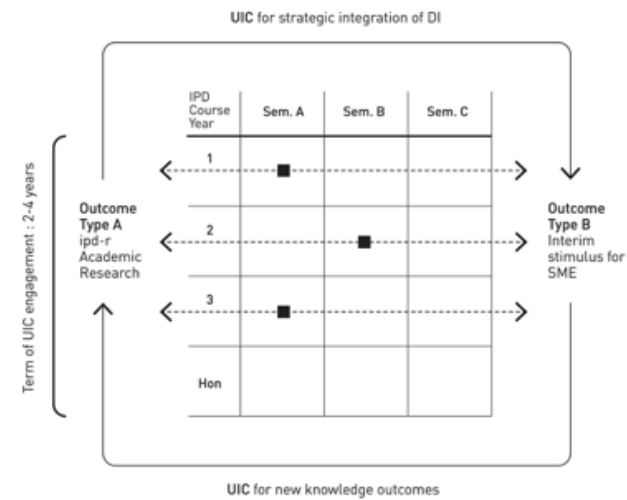 UIC for strategic integration of DI
IPD
Course
Year
Sem. A
Sem. B
Sem. C
1
2
3
Hon
Term of UIC engagement : 2-4 years
Outcome
Type A
ipd-r
Academic
Research
Outcome
Type B
Interim
stimulus for
SME
UIC for new knowledge outcomes